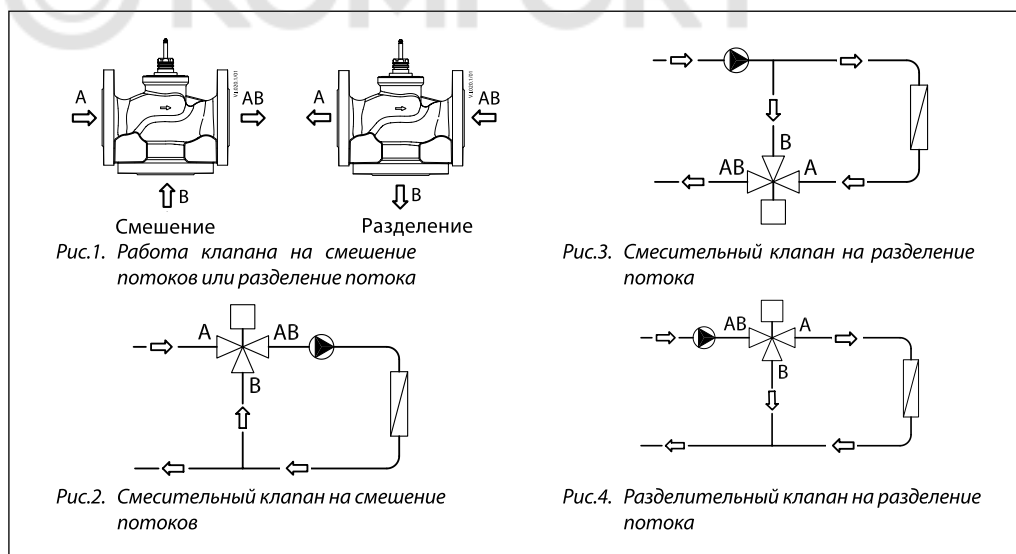 KOMFORT
A
AB
B
Смешение
A
AB
B
Разделение
Рис.1. Работа клапана на смешение
потоков или разделение потока
B
AB
A
Рис.3. Смесительный клапан на разделение
потока
A
AB
B
Рис.2. Смесительный клапан на смешение
потоков
AB
A
B
Рис.4. Разделительный клапан на разделение
потока